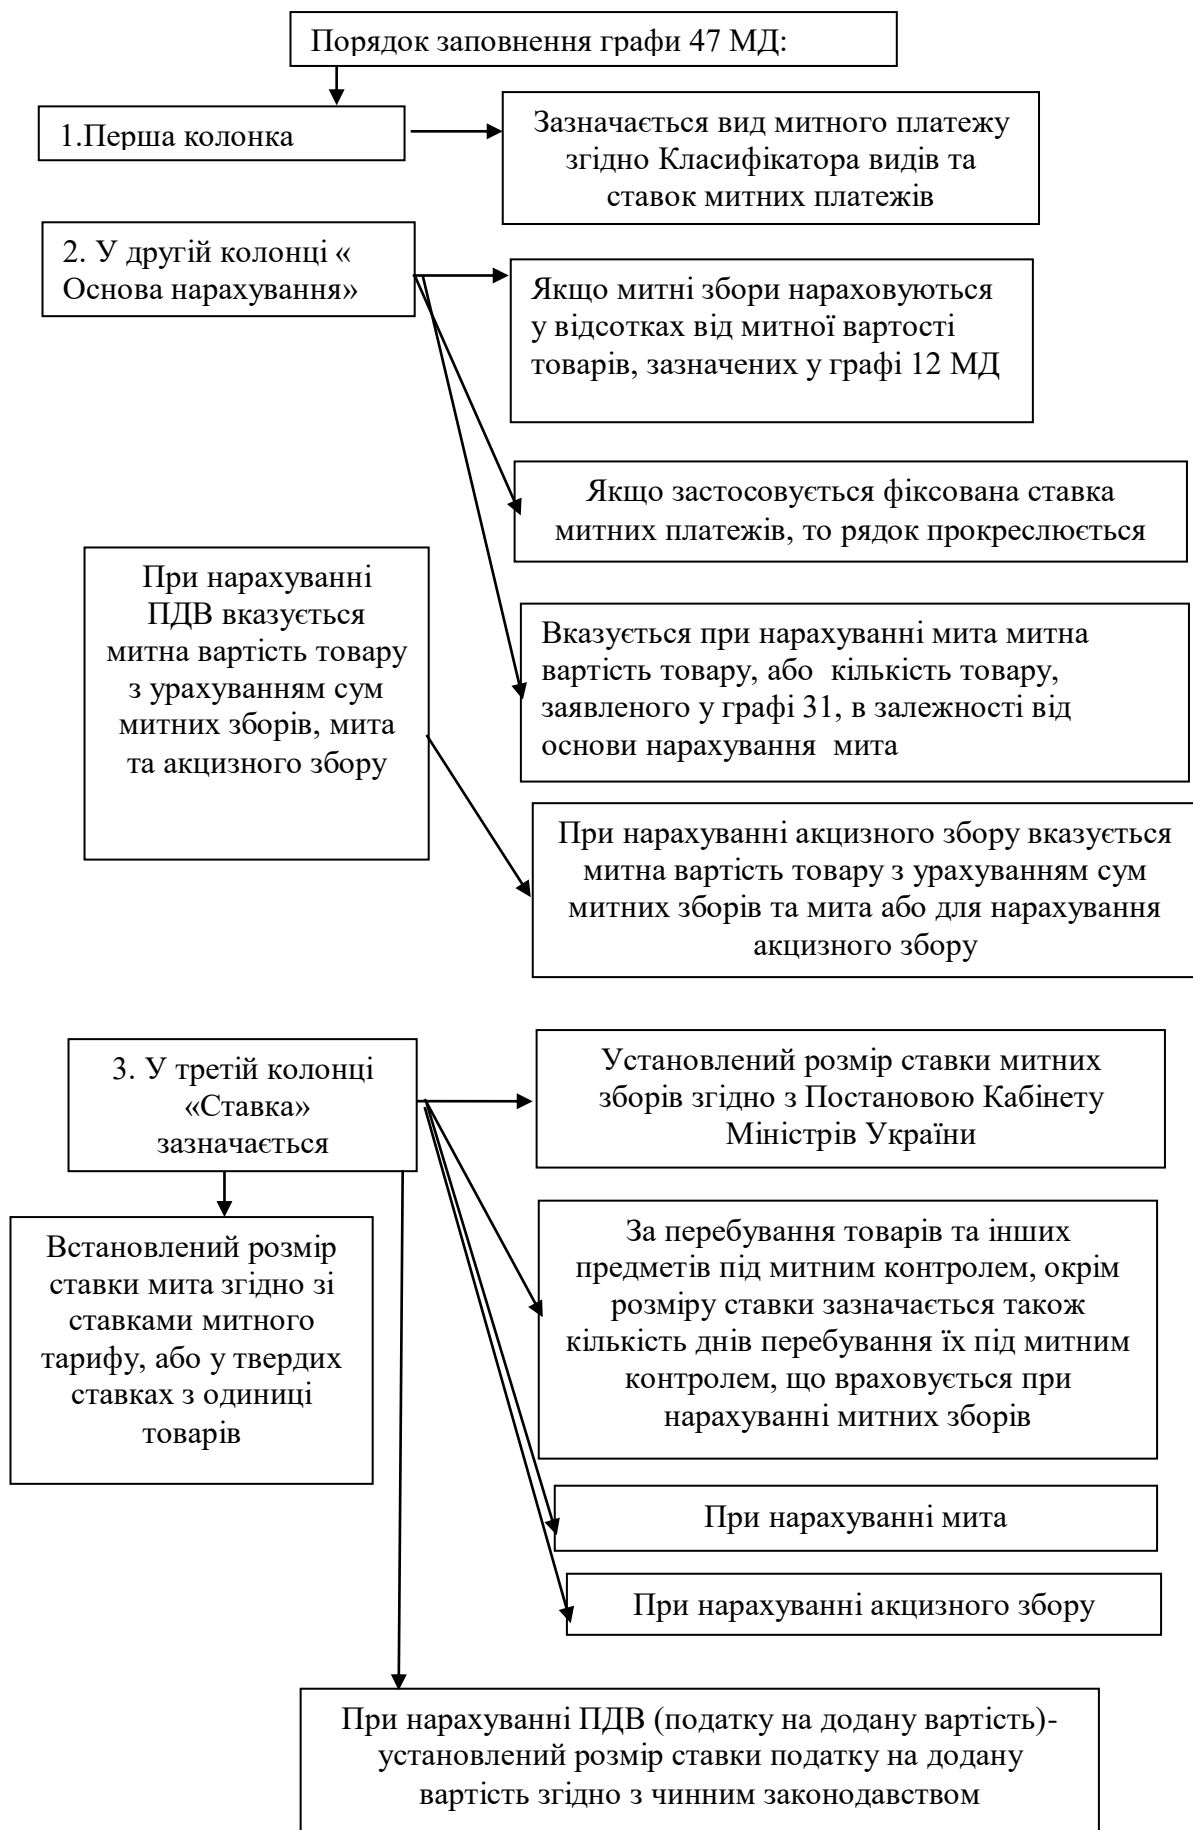 Порядок заповнення графи 47 МД:
1.Перша колонка
Зазначається вид митного платежу
згідно Класифікатора видів та
ставок митних платежів
2. У другій колонці «
Основа нарахування»
Якщо митні збори нараховуються
у відсотках від митної вартості
товарів, зазначених у графі 12 МД
Якщо застосовується фіксована ставка
митних платежів, то рядок прокреслюється
При нарахуванні
ПДВ вказується
митна вартість товару
з урахуванням сум
митних зборів, мита
та акцизного збору
Вказується при нарахуванні мита митна
вартість товару, або кількість товару,
заявленого у графі 31, в залежності від
основи нарахування мита
При нарахуванні акцизного збору вказується
митна вартість товару з урахуванням сум
митних зборів та мита або для нарахування
акцизного збору
3. У третій колонці
«Ставка»
зазначається
Установлений розмір ставки митних
зборів згідно з Постановою Кабінету
Міністрів України
Встановлений розмір
ставки мита згідно зі
ставками митного
тарифу, або у твердих
ставках з одиниці
товарів
За перебування товарів та інших
предметів під митним контролем, окрім
розміру ставки зазначається також
кількість днів перебування їх під митним
контролем, що враховується при
нарахуванні митних зборів
При нарахуванні мита
При нарахуванні акцизного збору
При нарахуванні ПДВ (податку на додану вартість)-
установлений розмір ставки податку на додану
вартість згідно з чинним законодавством